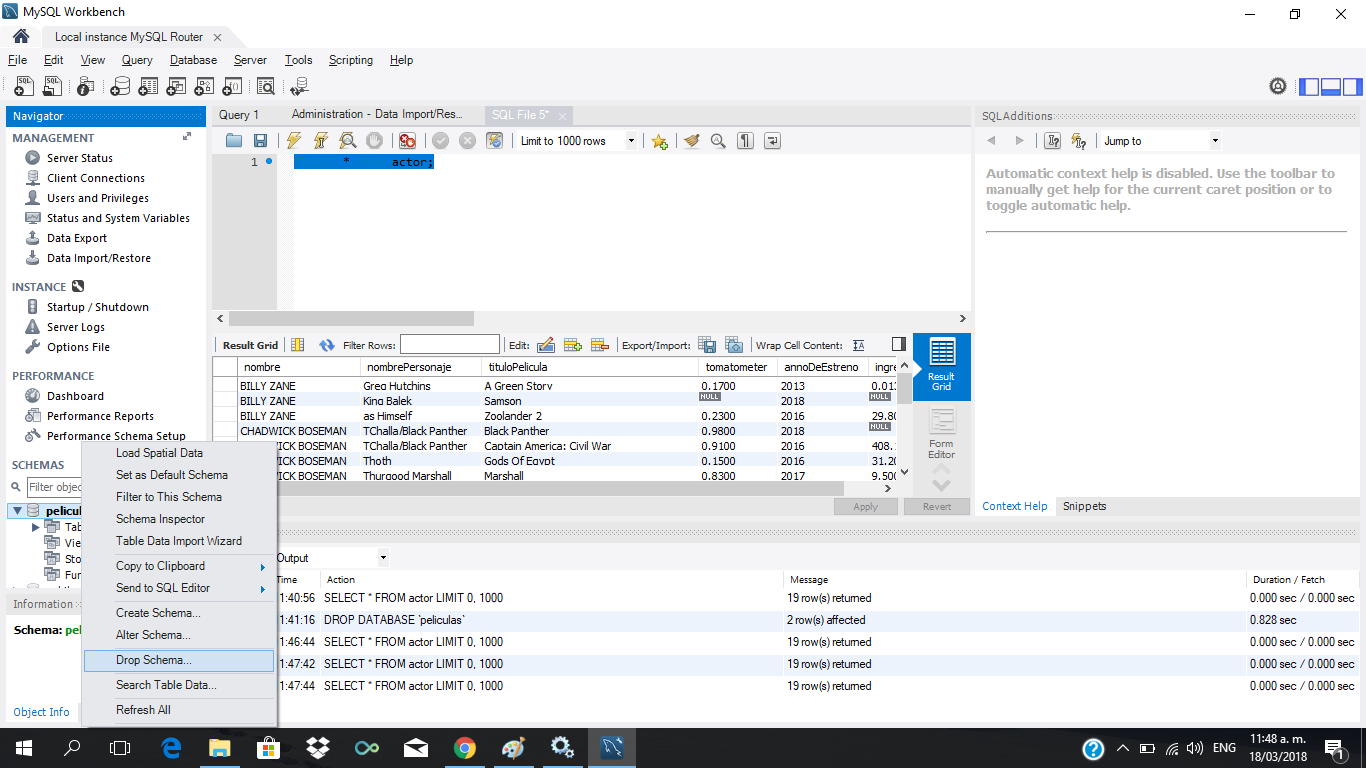 MySQL Workbench
Local instance MySQL Router
File Edit View Query Database Server Tools Scripting Help
Navigator
MANAGEMENT
Server Status
Client Connections
Users and Privileges
Status and System Variables
Data Export
Data Import/Restore
INSTANCE
Startup / Shutdown
Server Logs
Options File
PERFORMANCE
Dashboard
Performance Reports
Performance Schema Setup
SCHEMAS
Filter objec
pelicul
Tab
Vie
Sto
Fun
Information
Schema: pel
Object Info
Load Spatial Data
Set as Default Schema
Filter to This Schema
Schema Inspector
Table Data Import Wizard
Copy to Clipboard
Send to SQL Editor
Create Schema...
Alter Schema...
Drop Schema...
Search Table Data...
Refresh All
Query 1 Administration - Data Import/Res... SQL File 5*
Limit to 1000 rows
1 * actor;
Result Grid Filter Rows: Edit: Export/Import: Wrap Cell Content:
nombre nombrePersonaje tituloPelicula tomatometer annoDeEstreno ingre
BILLY ZANE Greg Hutchins A Green Story 0.1700 2013 0.013
BILLY ZANE King Balek Samson NULL 2018 NULL
BILLY ZANE as Himself Zoolander 2 0.2300 2016 29.80
CHADWICK BOSEMAN TChalla/Black Panther Black Panther 0.9800 2018 NULL
WICK BOSEMAN TChalla/Black Panther Captain America: Civil War 0.9100 2016 408.
WICK BOSEMAN Thoth Gods Of Egypt 0.1500 2016 31.20
WICK BOSEMAN Thurgood Marshall Marshall 0.8300 2017 9.500
Result Grid
Form Editor
Apply Revert
Output
Time Action Message Duration / Fetch
1:40:56 SELECT * FROM actor LIMIT 0, 1000 19 row(s) returned 0.000 sec / 0.000 sec
1:41:16 DROP DATABASE `peliculas` 2 row(s) affected 0.828 sec
1:46:44 SELECT * FROM actor LIMIT 0, 1000 19 row(s) returned 0.000 sec / 0.000 sec
1:47:42 SELECT * FROM actor LIMIT 0, 1000 19 row(s) returned 0.000 sec / 0.000 sec
1:47:44 SELECT * FROM actor LIMIT 0, 1000 19 row(s) returned 0.000 sec / 0.000 sec
SQLAdditions
Jump to
Automatic context help is disabled. Use the toolbar to
manually get help for the current caret position or to
toggle automatic help.
Context Help Snippets
ENG
11:48 a. m.
18/03/2018
1